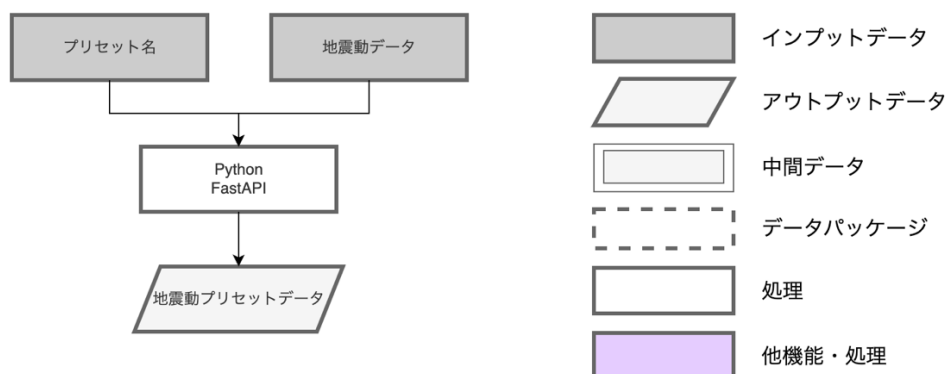 プリセット名
地震動データ
Python
FastAPI
地震動プリセットデータ
インプットデータ
アウトプットデータ
中間データ
データパッケージ
処理
他機能・処理